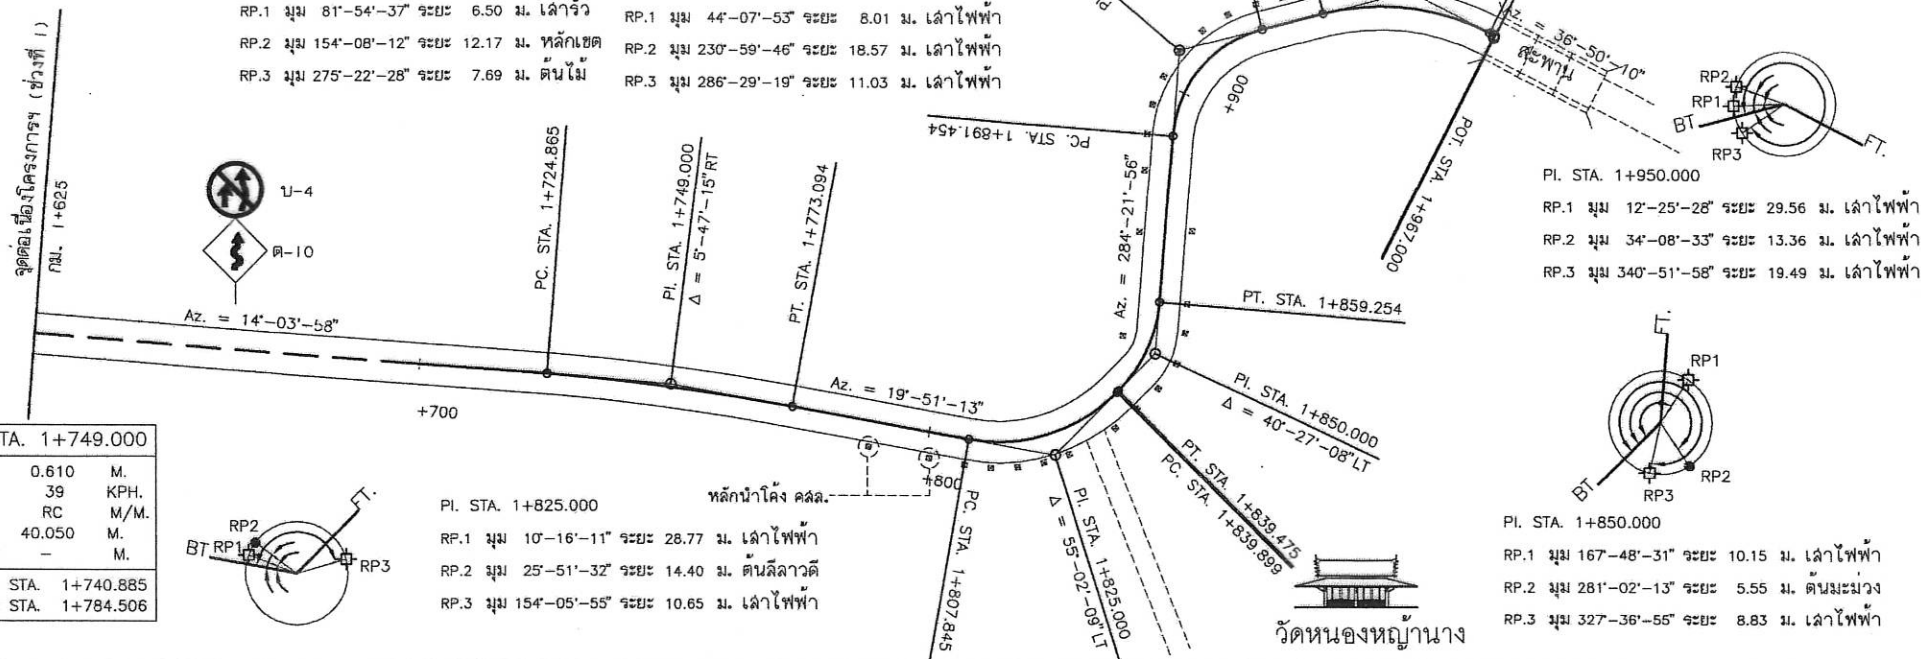 RP.1 มุม 81°-54'-37" ระยะ 6.50 ม. เสารั้ว
RP.2 มุม 154°-08'-12" ระยะ 12.17 ม. หลักเขต
RP.3 มุม 275°-22'-28" ระยะ 7.69 ม. ต้นไม้
RP.1 มุม 44°-07'-53" ระยะ 8.01 ม. เสาไฟฟ้า
RP.2 มุม 230°-59'-46" ระยะ 18.57 ม. เสาไฟฟ้า
RP.3 มุม 286°-29'-19" ระยะ 11.03 ม. เสาไฟฟ้า
จุดต่อเนื่องโครงการฯ (ช่วงที่ 1)
กม. 1+625
บ-4
ต-10
Az. = 14°-03'-58"
+700
PC. STA. 1+724.865
PI. STA. 1+749.000
Δ = 5°-47'-15"RT
PT. STA. 1+773.094
Az. = 19°-51'-13"
+800
หลักนำโค้ง คสล.
PC. STA. 1+807.845
PI. STA. 1+825.000
Δ = 55°-02'-09"LT
PT. STA. 1+839.475
PC. STA. 1+839.899
PI. STA. 1+850.000
Δ = 40°-27'-08"LT
PT. STA. 1+859.254
Az. = 284°-21'-56"
PC. STA. 1+891.454
+900
PI
POT. STA. 1+967.000
Az. = 36°-50'-10"
สะพาน
RP2
RP1
BT
RP3
FT.
PI. STA. 1+950.000
RP.1 มุม 12°-25'-28" ระยะ 29.56 ม. เสาไฟฟ้า
RP.2 มุม 34°-08'-33" ระยะ 13.36 ม. เสาไฟฟ้า
RP.3 มุม 340°-51'-58" ระยะ 19.49 ม. เสาไฟฟ้า
FT.
RP1
BT
RP3
RP2
PI. STA. 1+850.000
RP.1 มุม 167°-48'-31" ระยะ 10.15 ม. เสาไฟฟ้า
RP.2 มุม 281°-02'-13" ระยะ 5.55 ม. ต้นมะม่วง
RP.3 มุม 327°-36'-55" ระยะ 8.83 ม. เสาไฟฟ้า
วัดหนองหญ้านาง
TA. 1+749.000
0.610 M.
39 KPH.
RC M/M.
40.050 M.
– M.
STA. 1+740.885
STA. 1+784.506
RP2
BT
RP1
FT.
RP3
PI. STA. 1+825.000
RP.1 มุม 10°-16'-11" ระยะ 28.77 ม. เสาไฟฟ้า
RP.2 มุม 25°-51'-32" ระยะ 14.40 ม. ต้นลีลาวดี
RP.3 มุม 154°-05'-55" ระยะ 10.65 ม. เสาไฟฟ้า